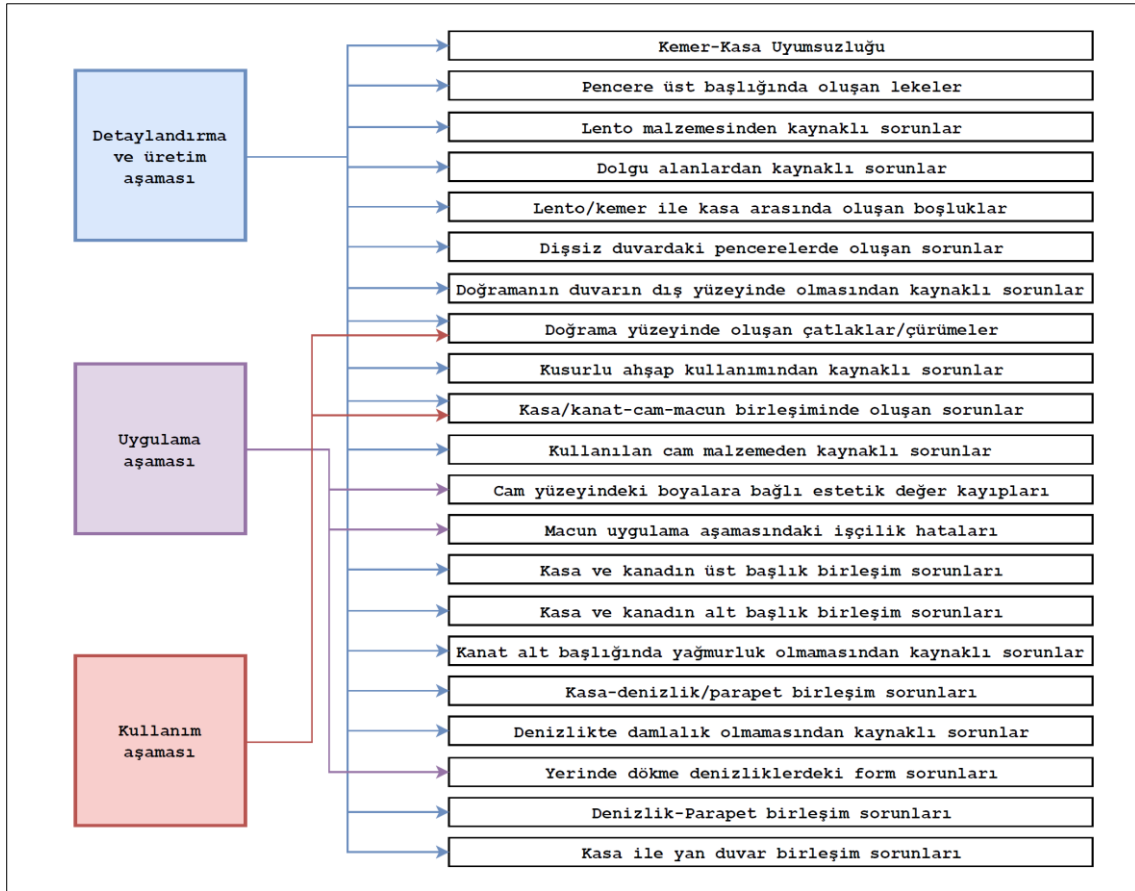 Detaylandırma
ve üretim
aşaması
Uygulama
aşaması
Kullanım
aşaması
Kemer-Kasa Uyumsuzluğu
Pencere üst başlığında oluşan lekeler
Lento malzemesinden kaynaklı sorunlar
Dolgu alanlardan kaynaklı sorunlar
Lento/kemer ile kasa arasında oluşan boşluklar
Dişsiz duvardaki pencerelerde oluşan sorunlar
Doğramanın duvarın dış yüzeyinde olmasından kaynaklı sorunlar
Doğrama yüzeyinde oluşan çatlaklar/çürümeler
Kusurlu ahşap kullanımından kaynaklı sorunlar
Kasa/kanat-cam-macun birleşiminde oluşan sorunlar
Kullanılan cam malzemeden kaynaklı sorunlar
Cam yüzeyindeki boyalara bağlı estetik değer kayıpları
Macun uygulama aşamasındaki işçilik hataları
Kasa ve kanadın üst başlık birleşim sorunları
Kasa ve kanadın alt başlık birleşim sorunları
Kanat alt başlığında yağmurluk olmamasından kaynaklı sorunlar
Kasa-denizlik/parapet birleşim sorunları
Denizlikte damlalık olmamasından kaynaklı sorunlar
Yerinde dökme denizliklerdeki form sorunları
Denizlik-Parapet birleşim sorunları
Kasa ile yan duvar birleşim sorunları